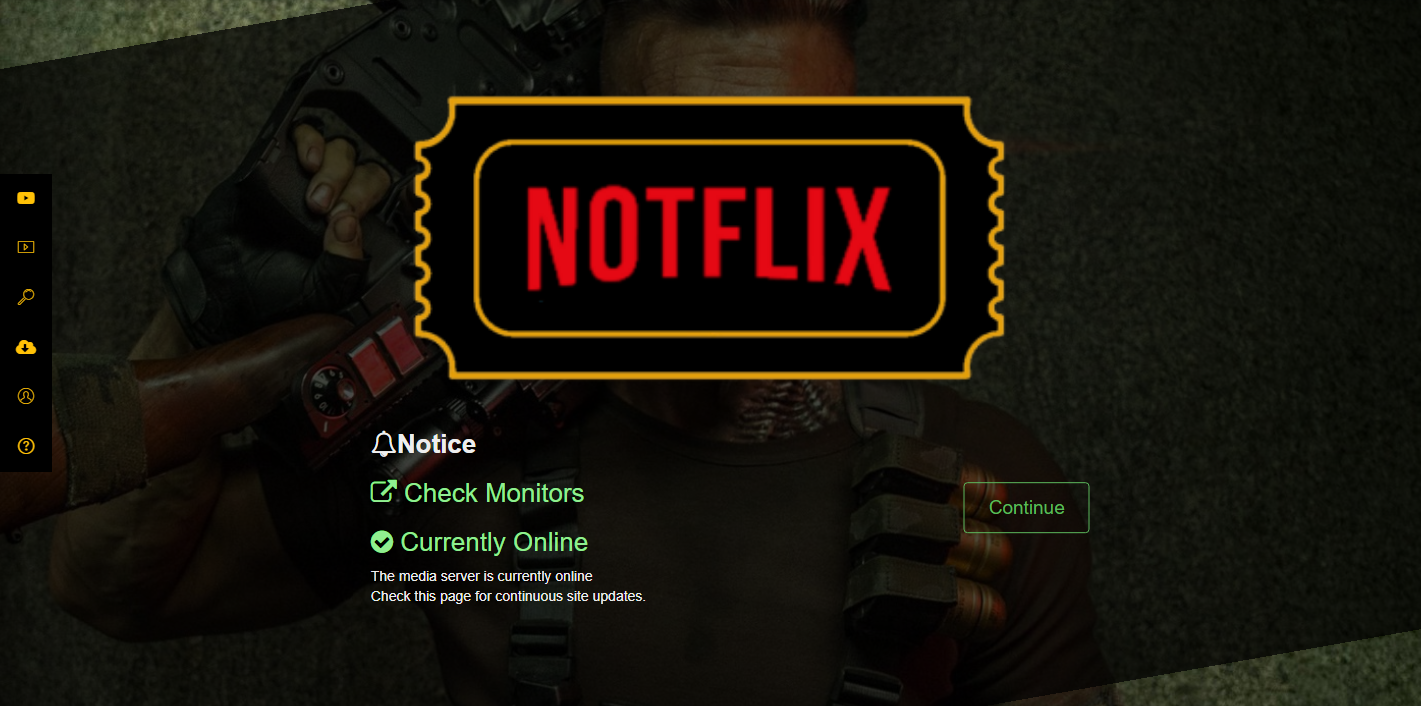 NOTFLIX
Notice
Check Monitors
Currently Online
The media server is currently online
Check this page for continuous site updates.
Continue